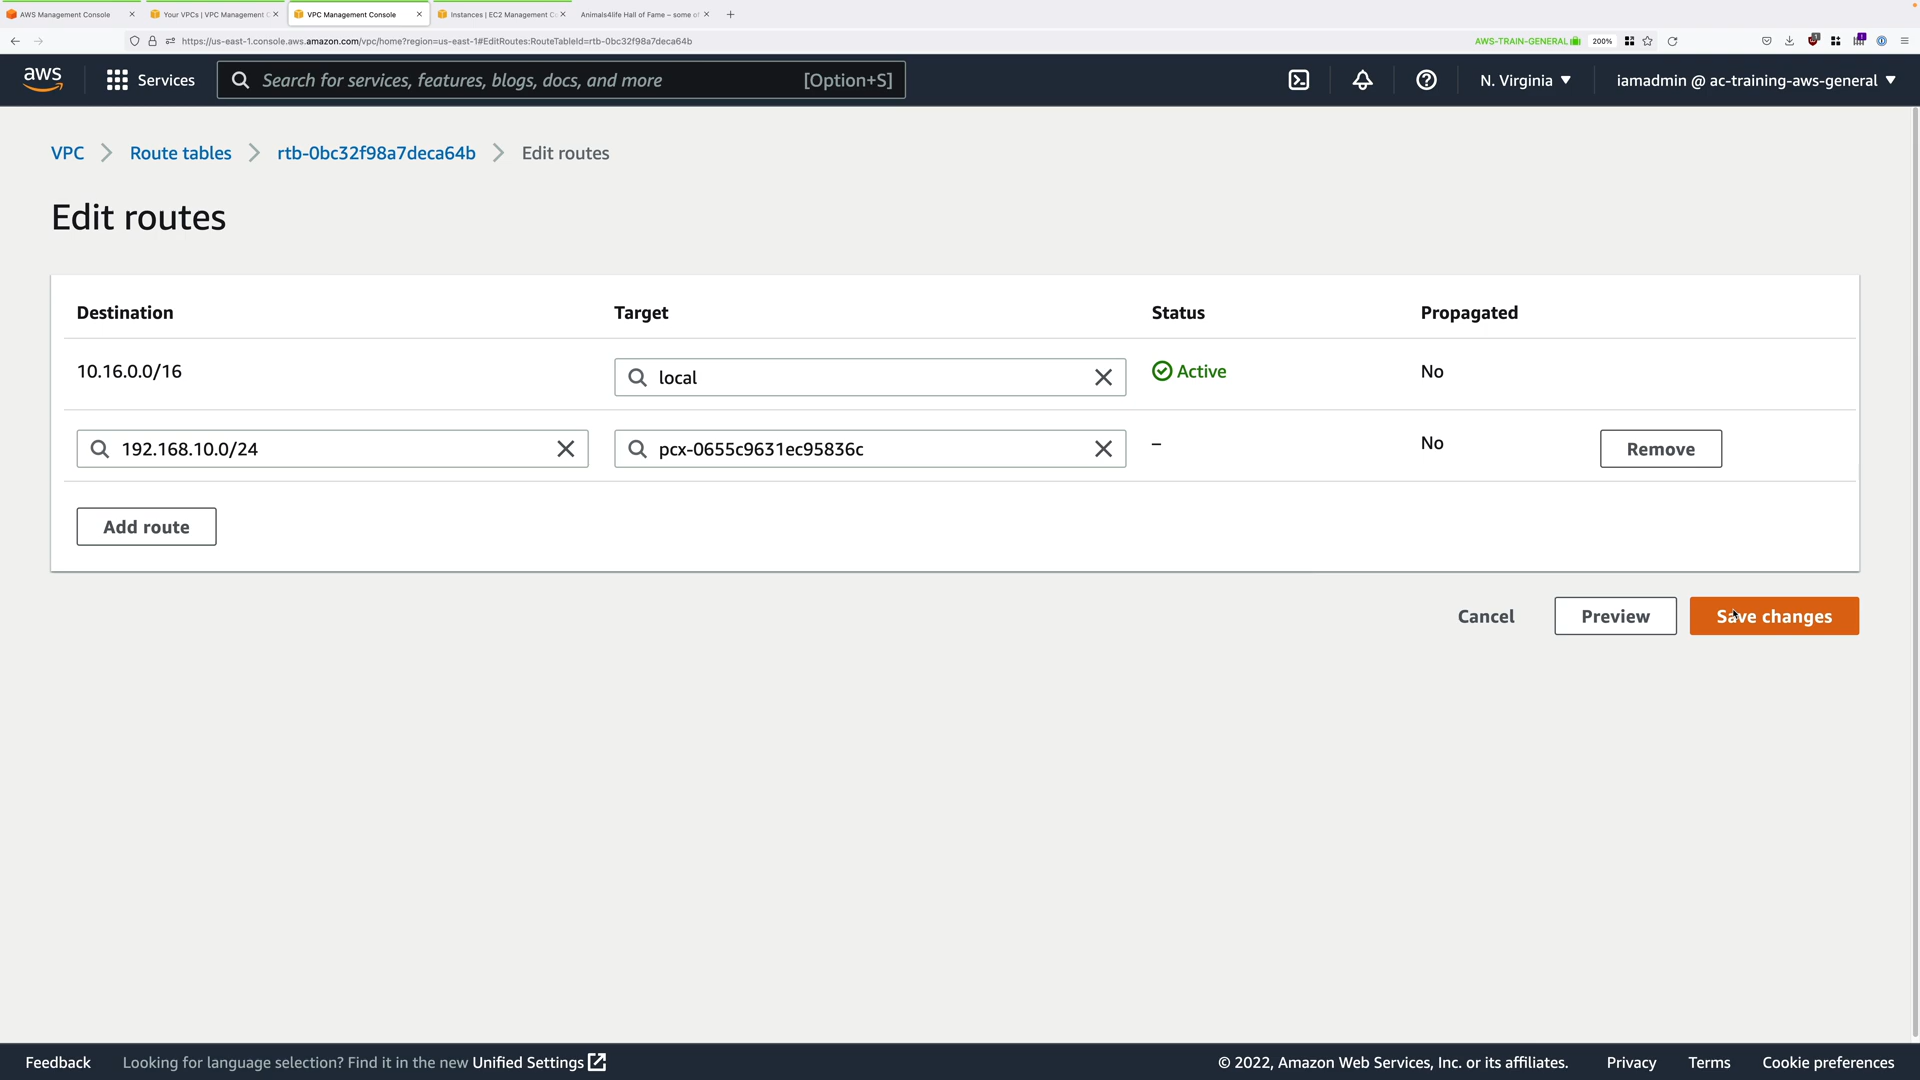 AWS Management Console
Your VPCs | VPC Management C
VPC Management Console
Instances | EC2 Management Co
Animals4life Hall of Fame – some of
https://us-east-1.console.aws.amazon.com/vpc/home?region=us-east-1#EditRoutes:RouteTableId=rtb-0bc32f98a7deca64b
AWS-TRAIN-GENERAL
200%
aws
Services
Search for services, features, blogs, docs, and more
[Option+S]
N. Virginia
iamadmin @ ac-training-aws-general
VPC
Route tables
rtb-0bc32f98a7deca64b
Edit routes
Edit routes
Destination
Target
Status
Propagated
10.16.0.0/16
local
Active
No
192.168.10.0/24
pcx-0655c9631ec95836c
–
No
Remove
Add route
Cancel
Preview
Save changes
Feedback
Looking for language selection? Find it in the new Unified Settings
© 2022, Amazon Web Services, Inc. or its affiliates.
Privacy
Terms
Cookie preferences